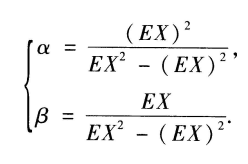 α = (EX)² / (EX² - (EX)²),
β = EX / (EX² - (EX)²).